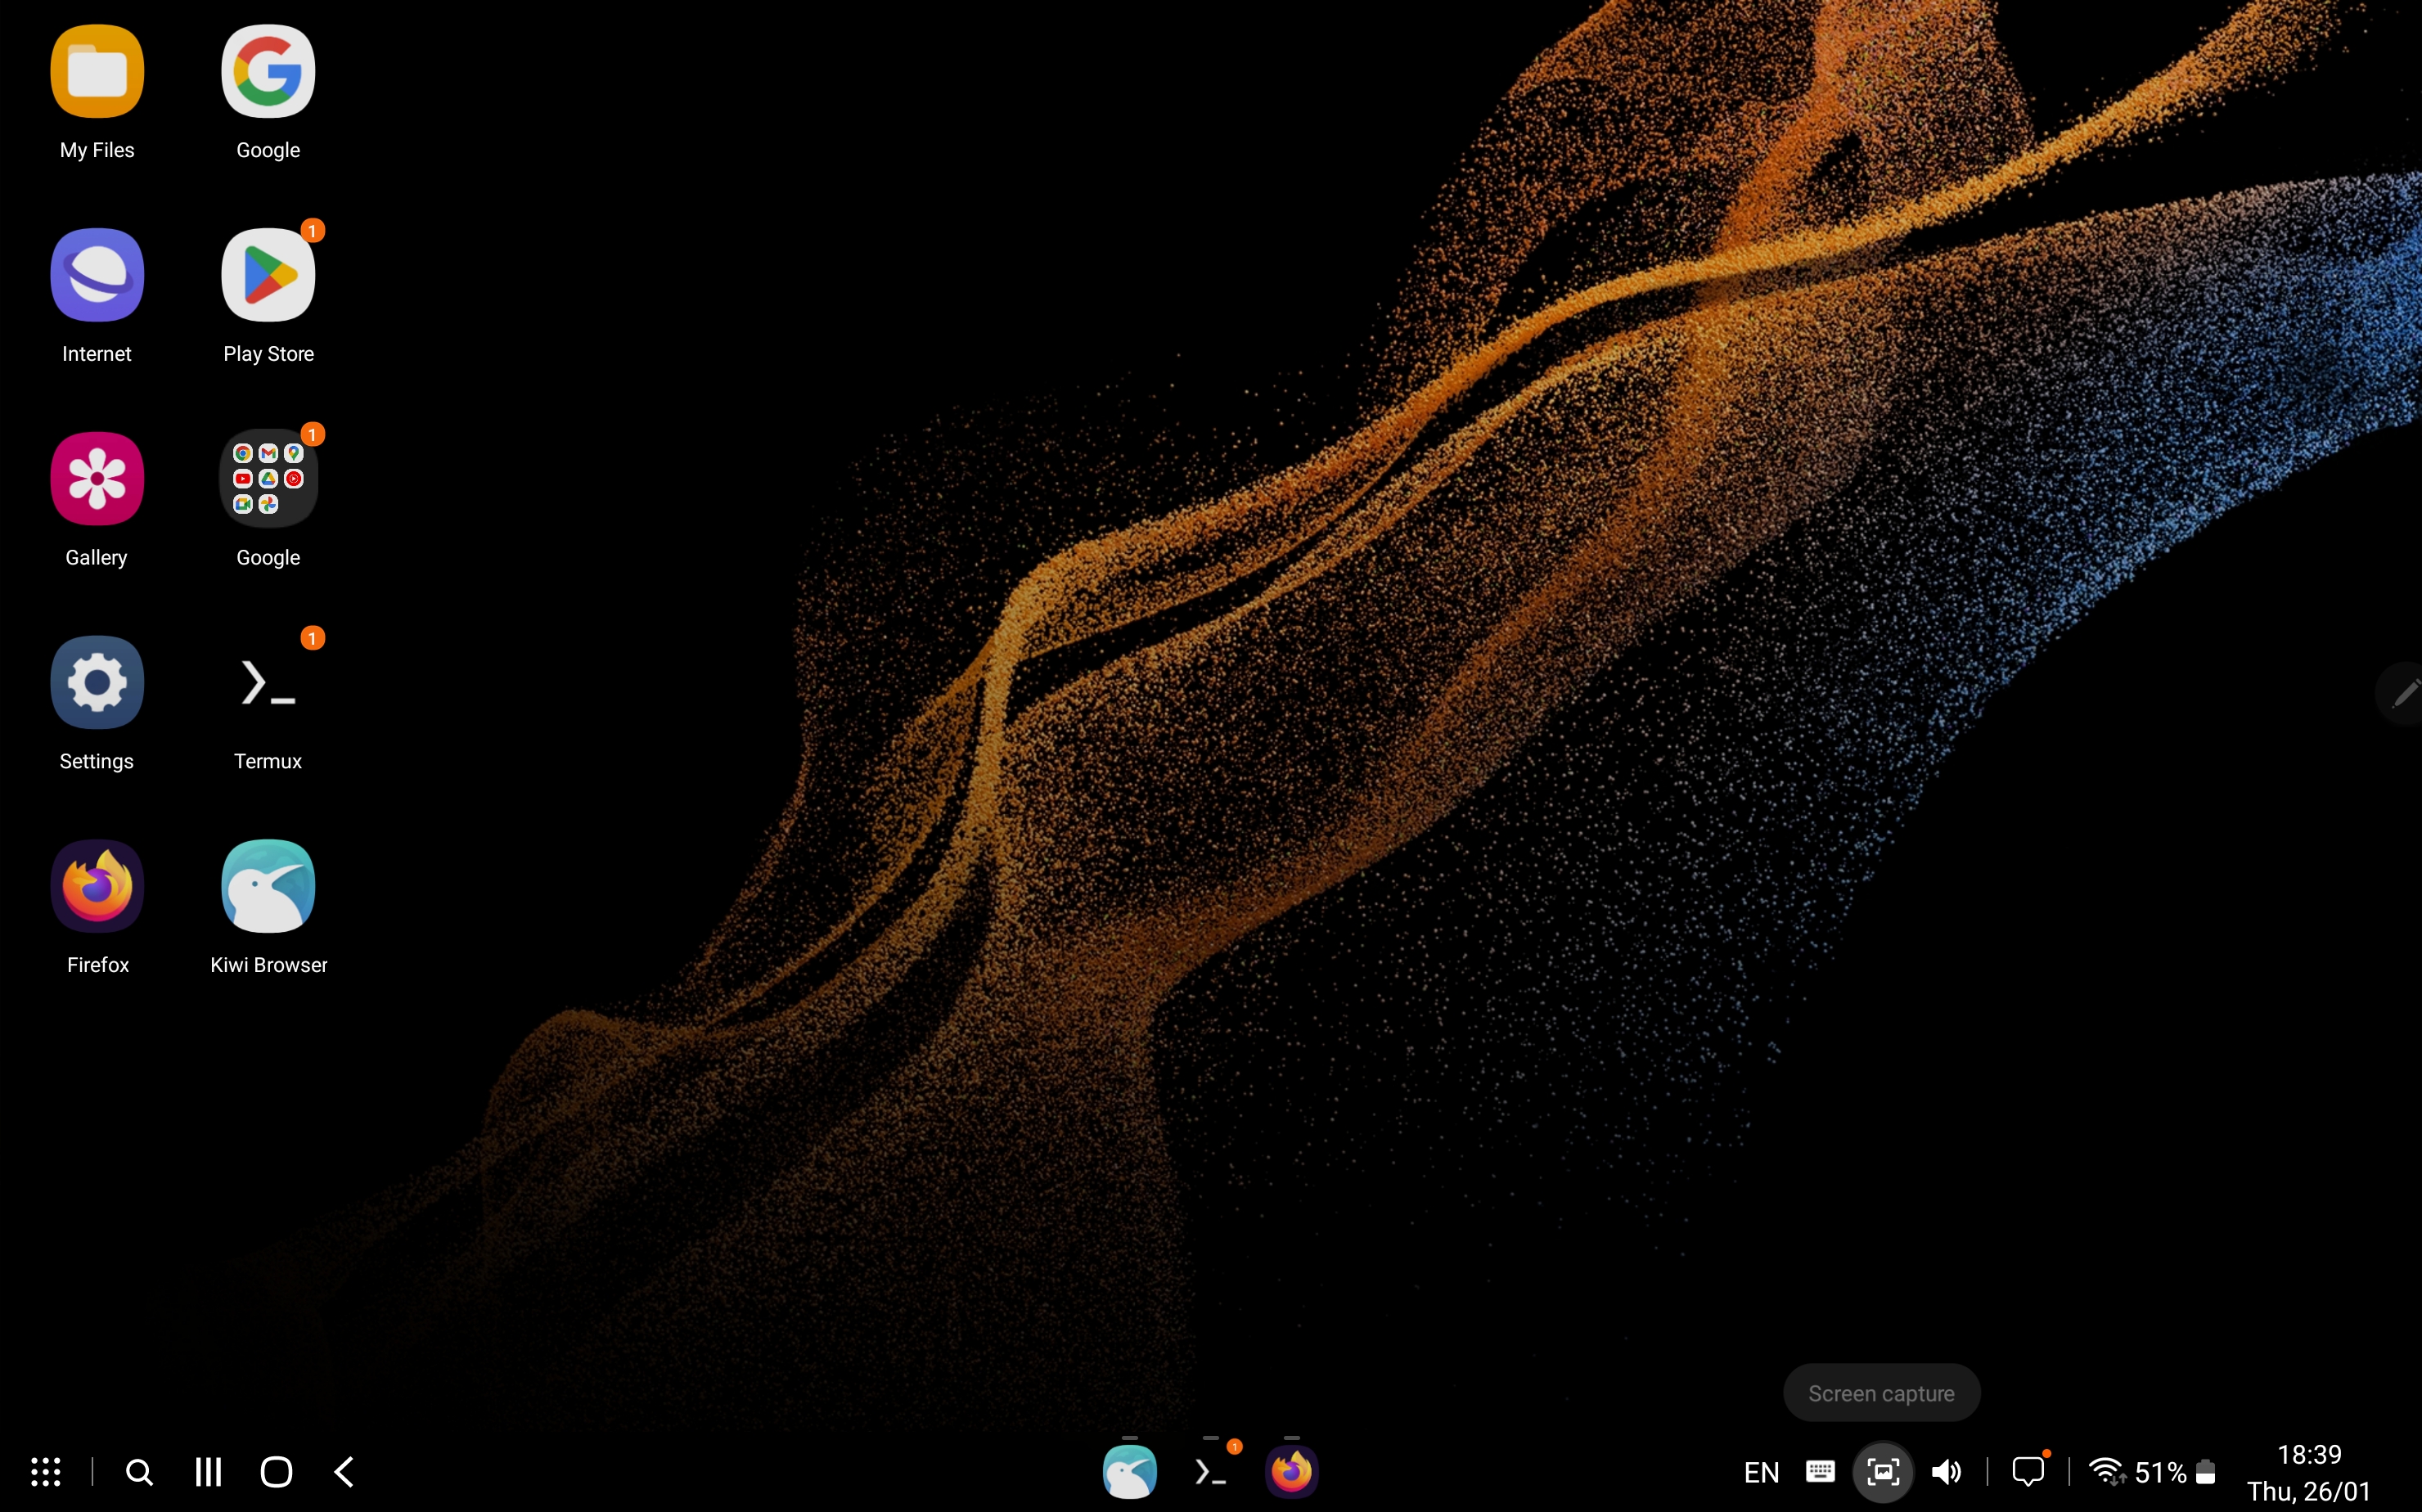 My Files
Google
1
Internet
Play Store
1
Gallery
Google
1
Settings
Termux
Firefox
Kiwi Browser
Screen capture
1
EN
51%
18:39
Thu, 26/01